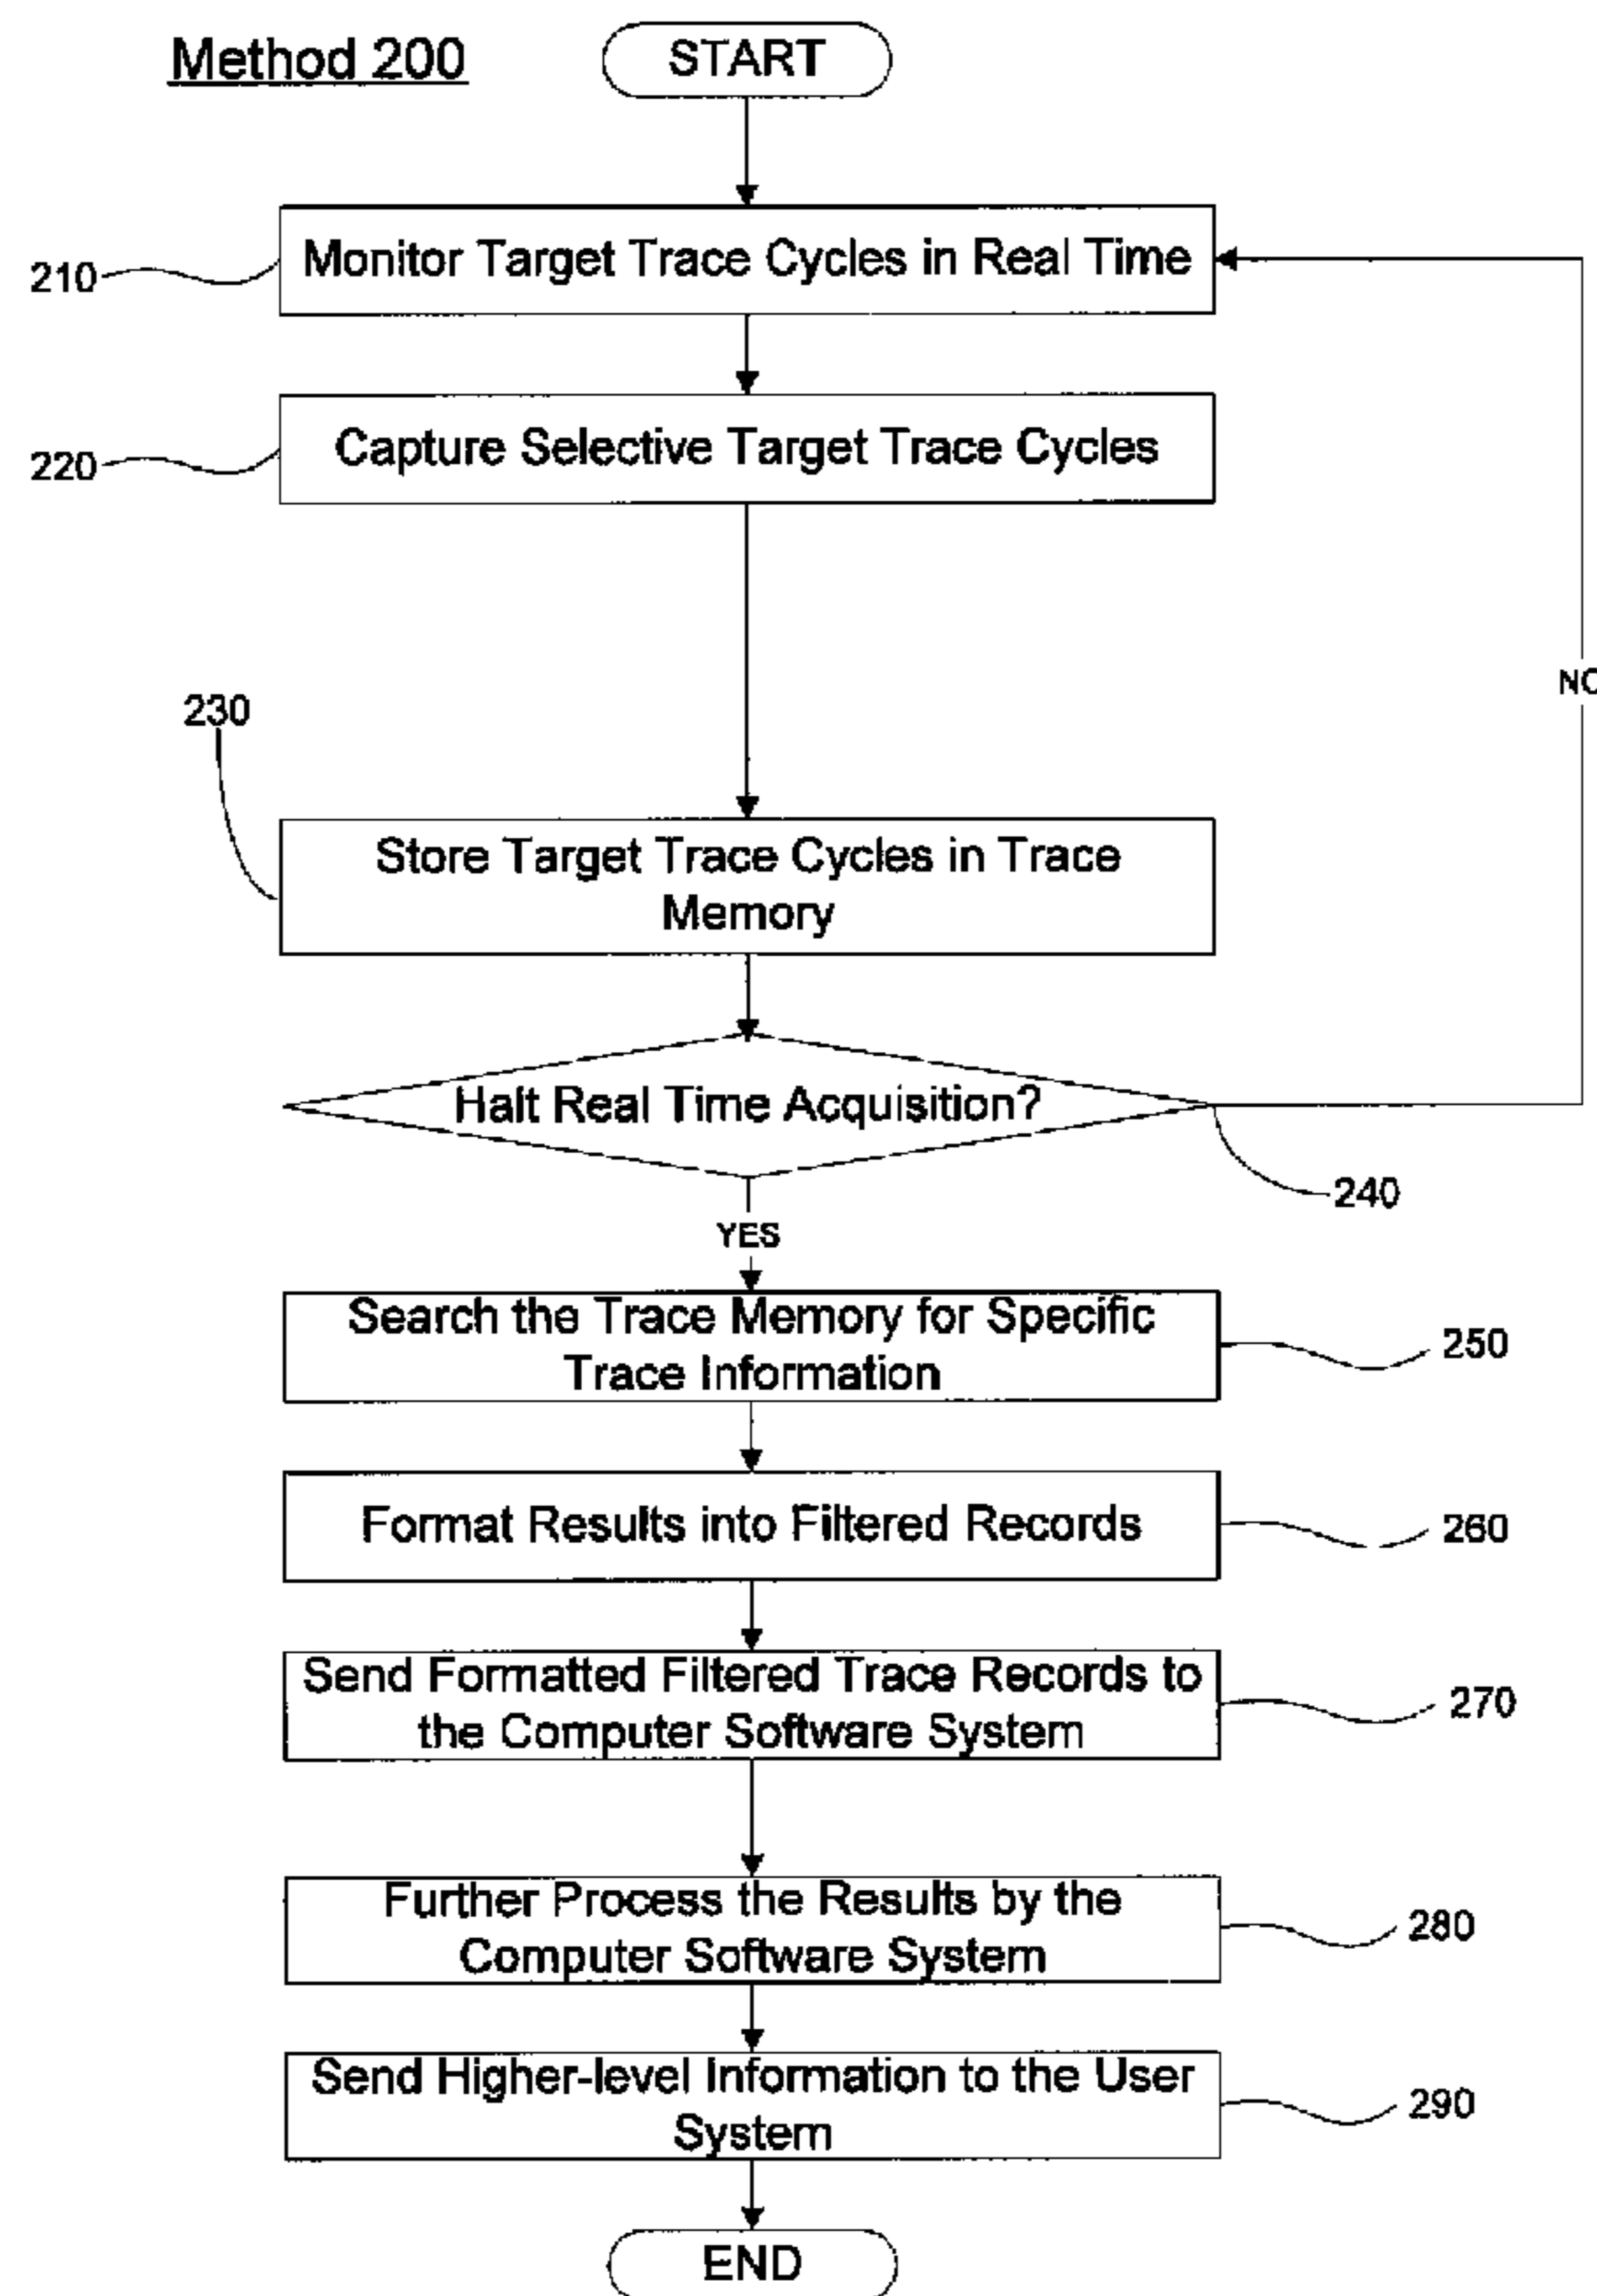 Method 200
START
210
Monitor Target Trace Cycles in Real Time
220
Capture Selective Target Trace Cycles
NO
230
Store Target Trace Cycles in Trace
Memory
Halt Real Time Acquisition?
240
YES
Search the Trace Memory for Specific
Trace Information
250
Format Results into Filtered Records
260
Send Formatted Filtered Trace Records to
the Computer Software System
270
Further Process the Results by the
Computer Software System
280
Send Higher-level Information to the User
System
290
END